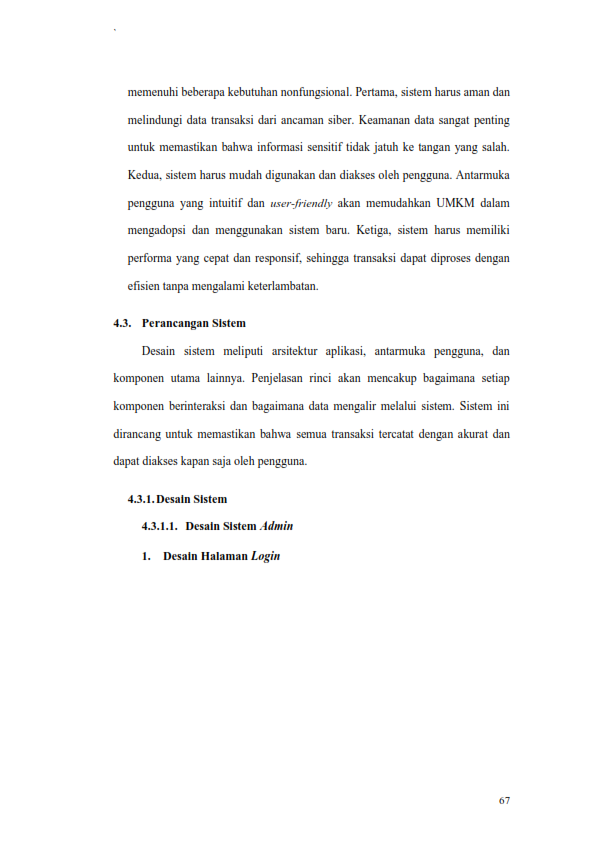 memenuhi beberapa kebutuhan nonfungsional. Pertama, sistem harus aman dan
melindungi data transaksi dari ancaman siber. Keamanan data sangat penting
untuk memastikan bahwa informasi sensitif tidak jatuh ke tangan yang salah.
Kedua, sistem harus mudah digunakan dan diakses oleh pengguna. Antarmuka
pengguna yang intuitif dan user-friendly akan memudahkan UMKM dalam
mengadopsi dan menggunakan sistem baru. Ketiga, sistem harus memiliki
performa yang cepat dan responsif, sehingga transaksi dapat diproses dengan
efisien tanpa mengalami keterlambatan.
4.3. Perancangan Sistem
Desain sistem meliputi arsitektur aplikasi, antarmuka pengguna, dan
komponen utama lainnya. Penjelasan rinci akan mencakup bagaimana setiap
komponen berinteraksi dan bagaimana data mengalir melalui sistem. Sistem ini
dirancang untuk memastikan bahwa semua transaksi tercatat dengan akurat dan
dapat diakses kapan saja oleh pengguna.
4.3.1. Desain Sistem
4.3.1.1. Desain Sistem Admin
1. Desain Halaman Login
67